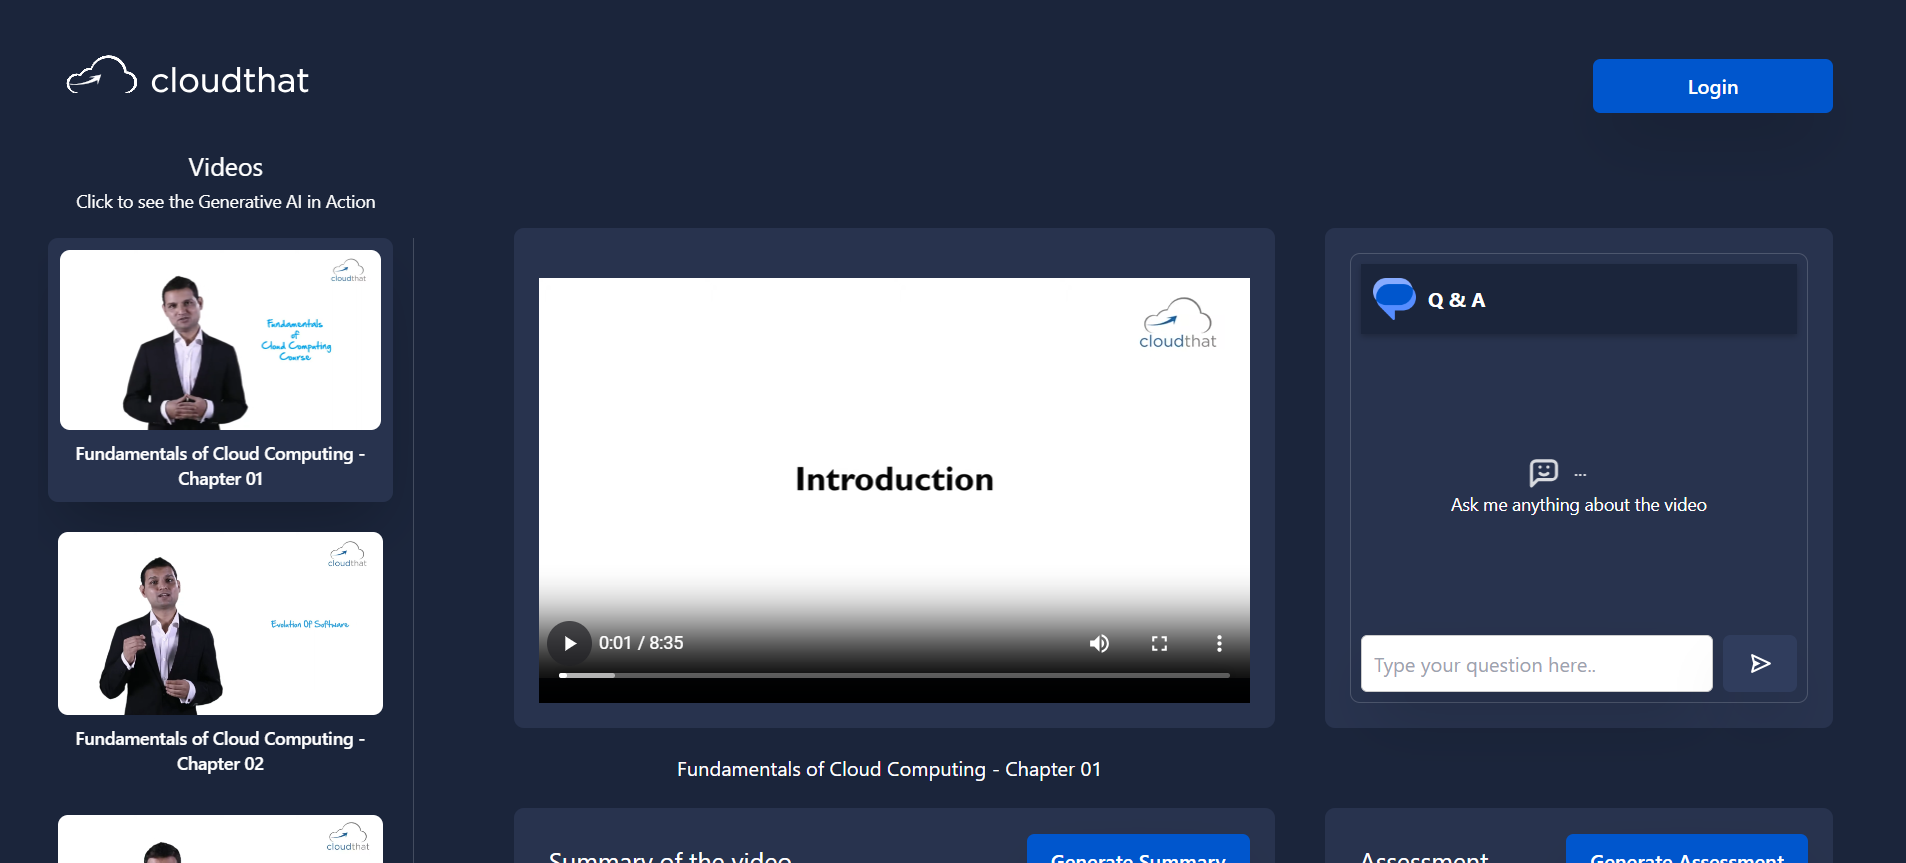 cloudthat
Login
Videos
Click to see the Generative AI in Action
cloudthat
Fundamentals
of
Cloud Computing
Course
Fundamentals of Cloud Computing -
Chapter 01
cloudthat
Evolution Of Software
Fundamentals of Cloud Computing -
Chapter 02
cloudthat
cloudthat
Introduction
0:01 / 8:35
Fundamentals of Cloud Computing - Chapter 01
Summary of the video
Generate Summary
Q & A
...
Ask me anything about the video
Type your question here..
Assessment
Generate Assessment